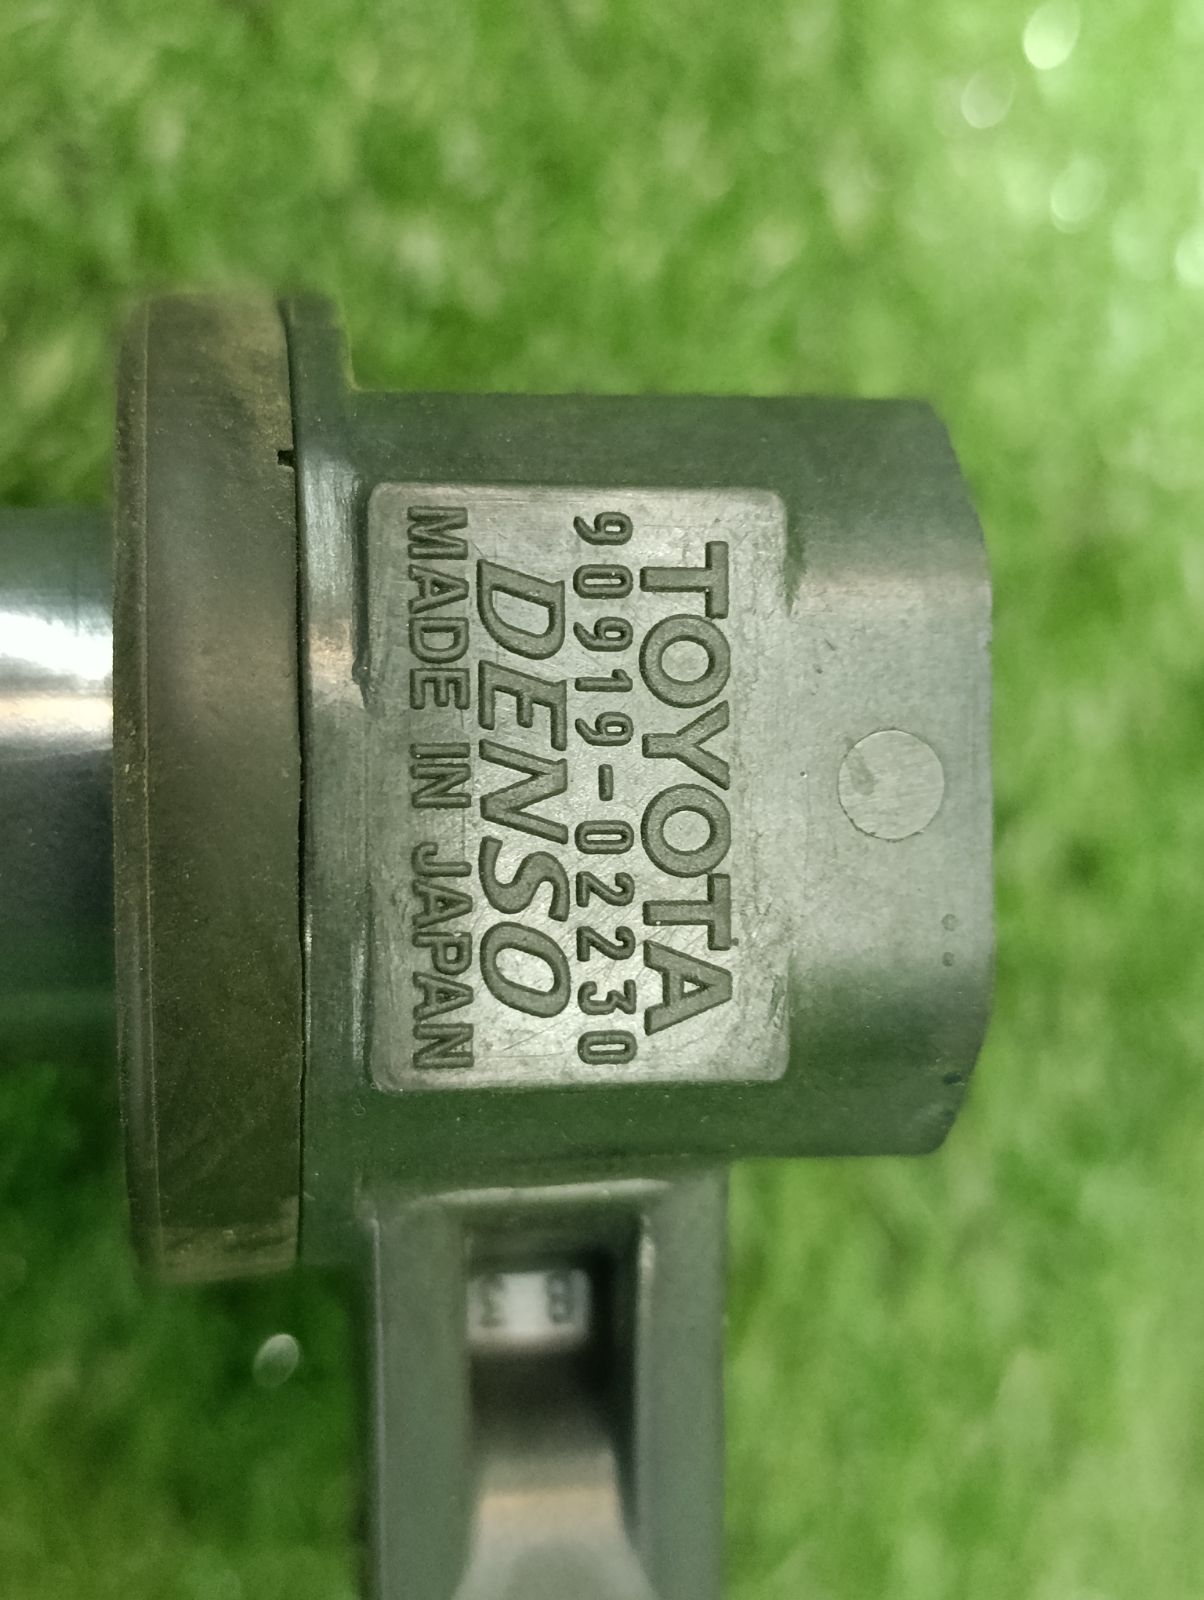 TOYOTA
90919-02230
DENSO
MADE IN JAPAN